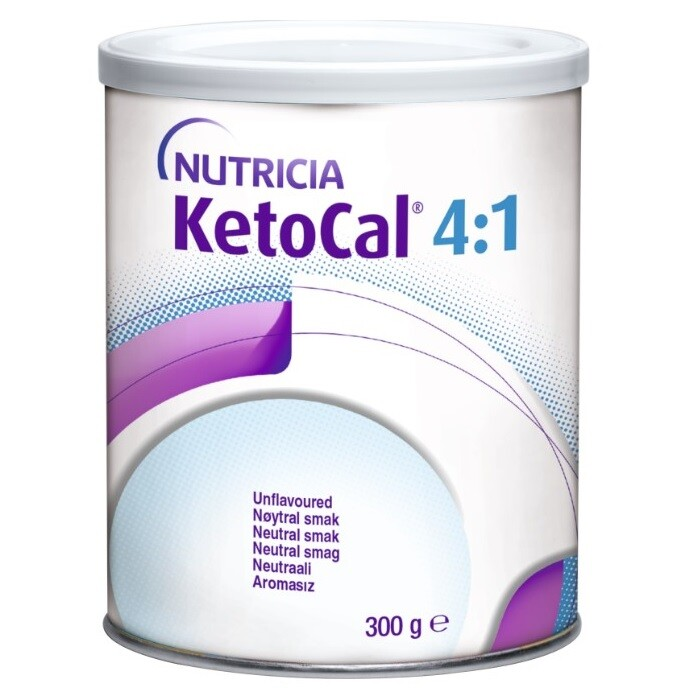 NUTRICIA
KetoCal® 4:1
Unflavoured
Nøytral smak
Neutral smak
Neutral smag
Neutraali
Aromasız
300 g ℮